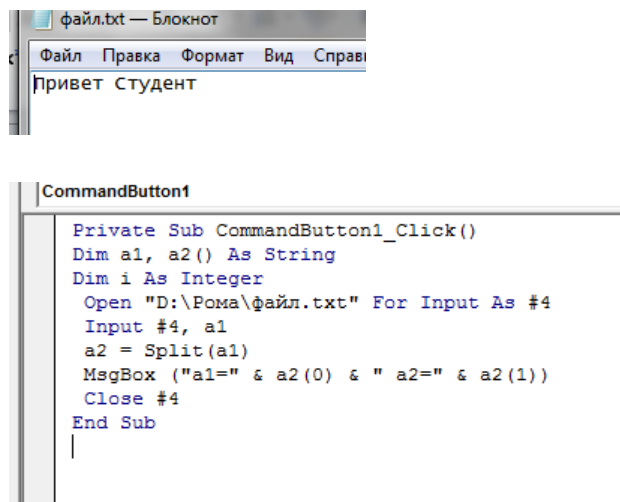 файл.txt — Блокнот
Файл Правка Формат Вид Справ
Привет Студент
CommandButton1
Private Sub CommandButton1_Click()
Dim a1, a2() As String
Dim i As Integer
Open "D:\Рома\файл.txt" For Input As #4
Input #4, a1
a2 = Split(a1)
MsgBox ("a1=" & a2(0) & " a2=" & a2(1))
Close #4
End Sub